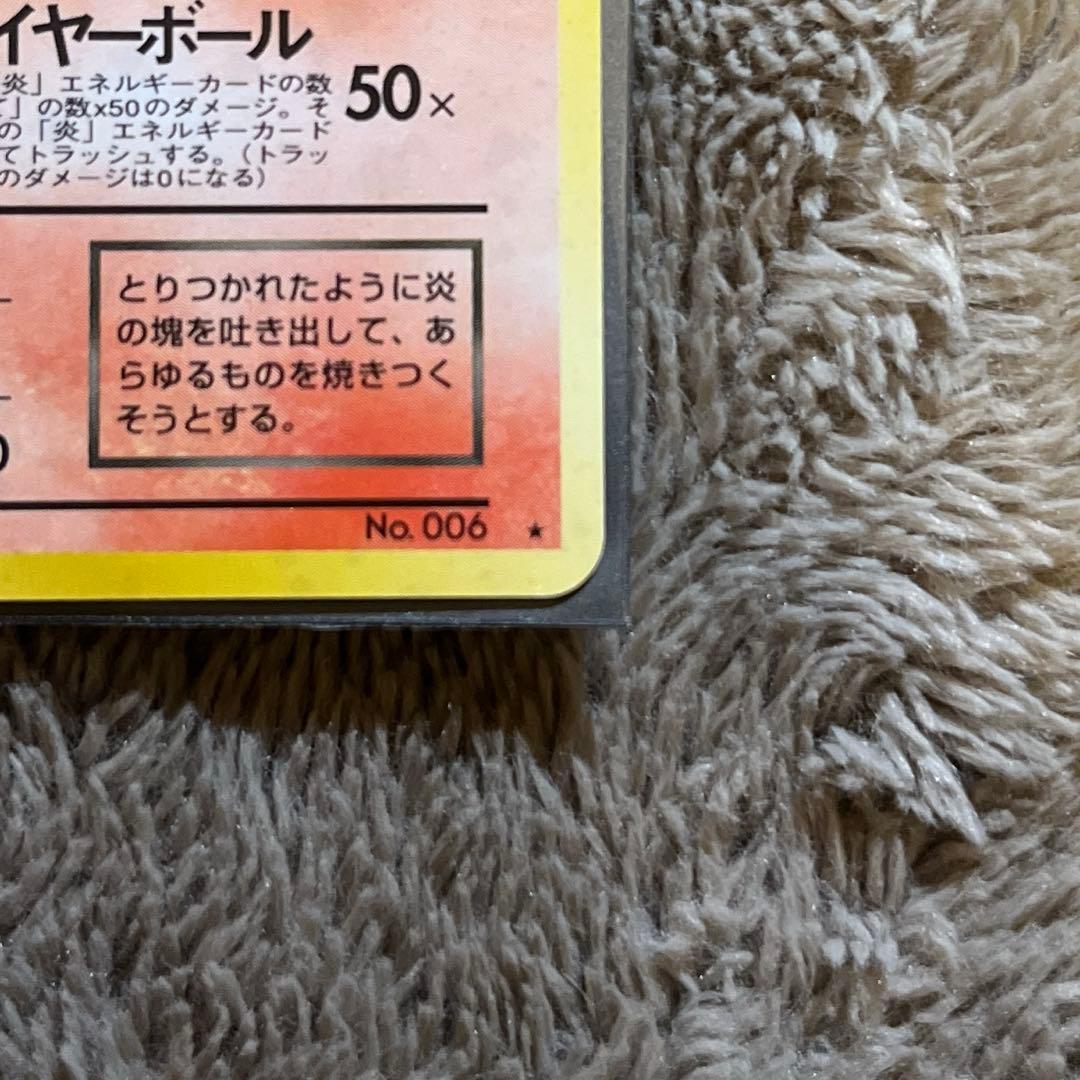 イヤーボール
炎」エネルギーカードの数
」の数x50のダメージ。そ
の「炎」エネルギーカード
てトラッシュする。(トラッ
のダメージは0になる)
50×
とりつかれたように炎
の塊を吐き出して、あ
らゆるものを焼きつく
そうとする。
No. 006 ★